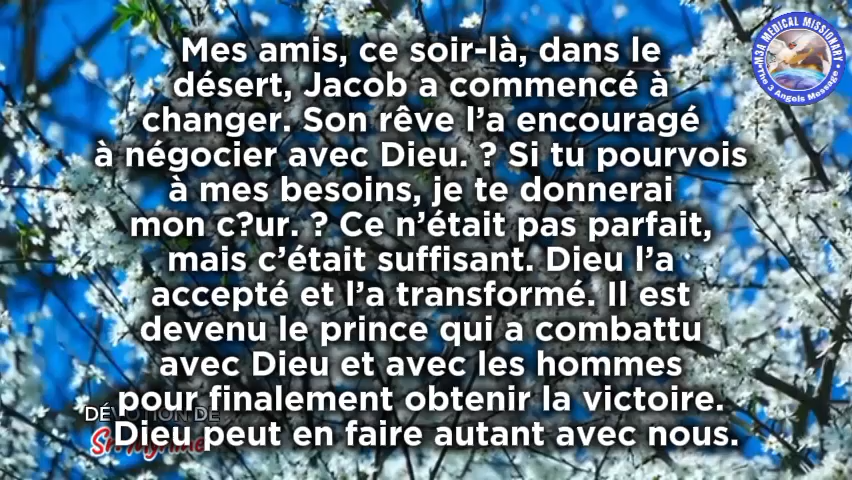 Mes amis, ce soir-là, dans le
désert, Jacob a commencé à
changer. Son rêve l’a encouragé
à négocier avec Dieu. ? Si tu pourvois
à mes besoins, je te donnerai
mon c?ur. ? Ce n’était pas parfait,
mais c’était suffisant. Dieu l’a
accepté et l’a transformé. Il est
devenu le prince qui a combattu
avec Dieu et avec les hommes
pour finalement obtenir la victoire.
Dieu peut en faire autant avec nous.
M3A MEDICAL MISSIONARY
The 3 Angels Message
DÉVOTION DE